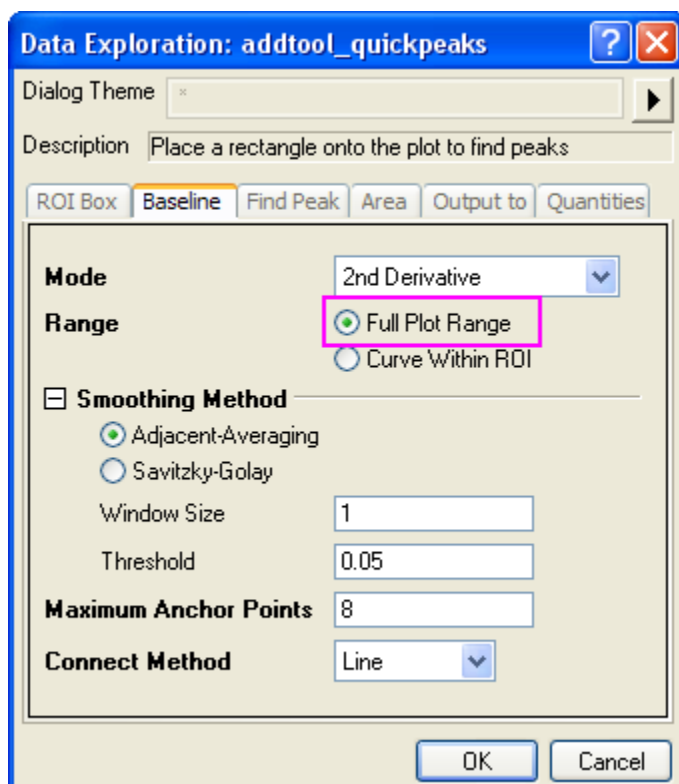 Data Exploration: addtool_quickpeaks
Dialog Theme *
Description Place a rectangle onto the plot to find peaks
ROI Box Baseline Find Peak Area Output to Quantities
Mode 2nd Derivative
Range Full Plot Range
Curve Within ROI
Smoothing Method
Adjacent-Averaging
Savitzky-Golay
Window Size 1
Threshold 0.05
Maximum Anchor Points 8
Connect Method Line
OK Cancel